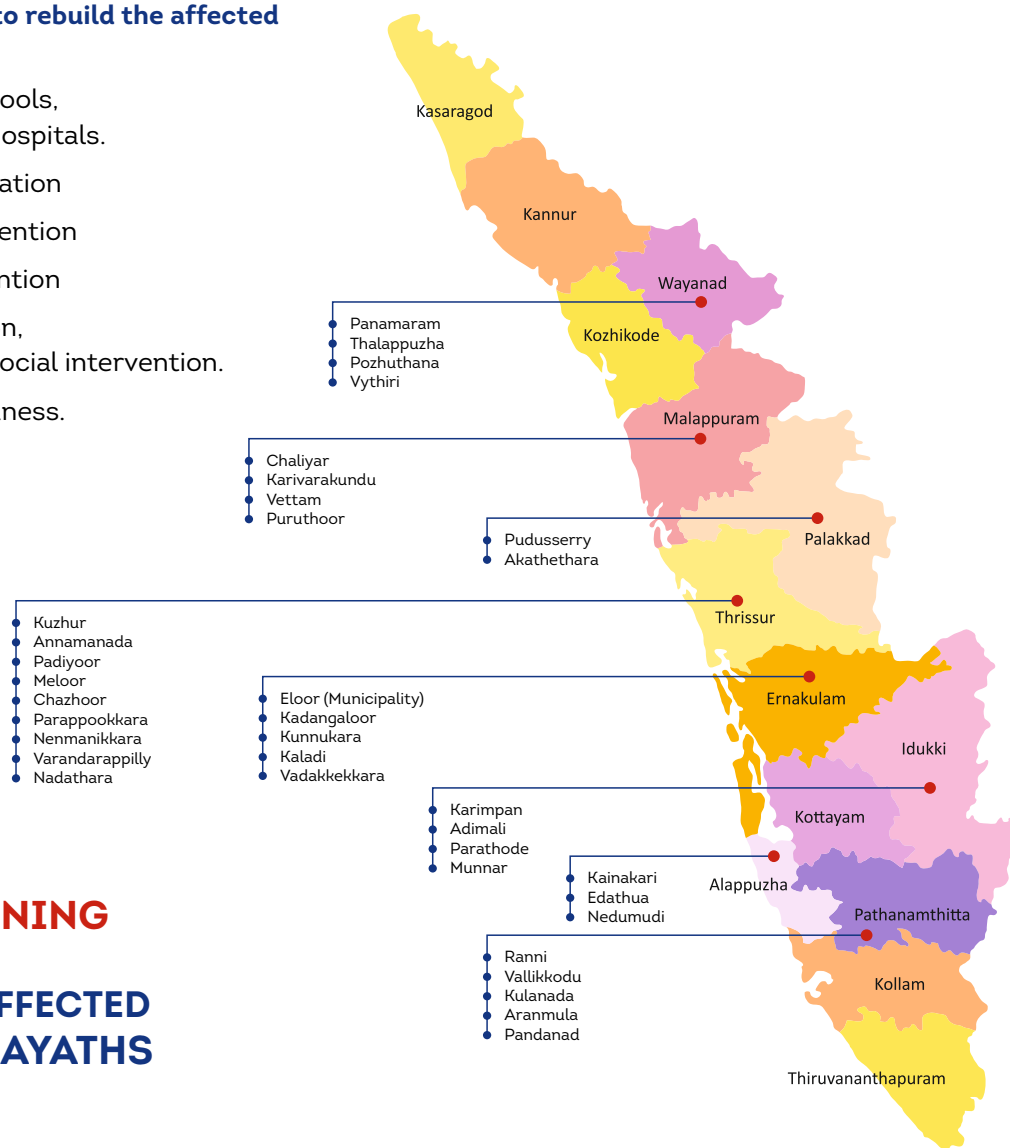 to rebuild the affected
ools,
ospitals.
ation
ention
ntion
n,
ocial intervention.
ness.
NING
FFECTED
AYATHS
Kasaragod
Kannur
Wayanad
Kozhikode
Panamaram
Thalappuzha
Pozhuthana
Vythiri
Malappuram
Chaliyar
Karivarakundu
Vettam
Puruthoor
Palakkad
Pudusserry
Akathethara
Thrissur
Kuzhur
Annamanada
Padiyoor
Meloor
Chazhoor
Parappookkara
Nenmanikkara
Varandarappilly
Nadathara
Ernakulam
Eloor (Municipality)
Kadangaloor
Kunnukara
Kaladi
Vadakkekkara
Idukki
Karimpan
Adimali
Parathode
Munnar
Kottayam
Alappuzha
Kainakari
Edathua
Nedumudi
Pathanamthitta
Ranni
Vallikkodu
Kulanada
Aranmula
Pandanad
Kollam
Thiruvananthapuram